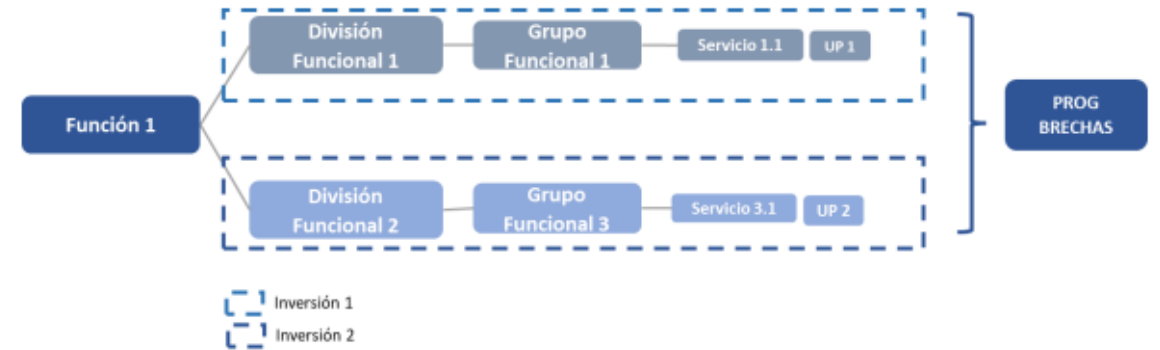 División
Funcional 1
Grupo
Funcional 1
Servicio 1.1
UP 1
Función 1
PROG
BRECHAS
División
Funcional 2
Grupo
Funcional 3
Servicio 3.1
UP 2
Inversión 1
Inversión 2